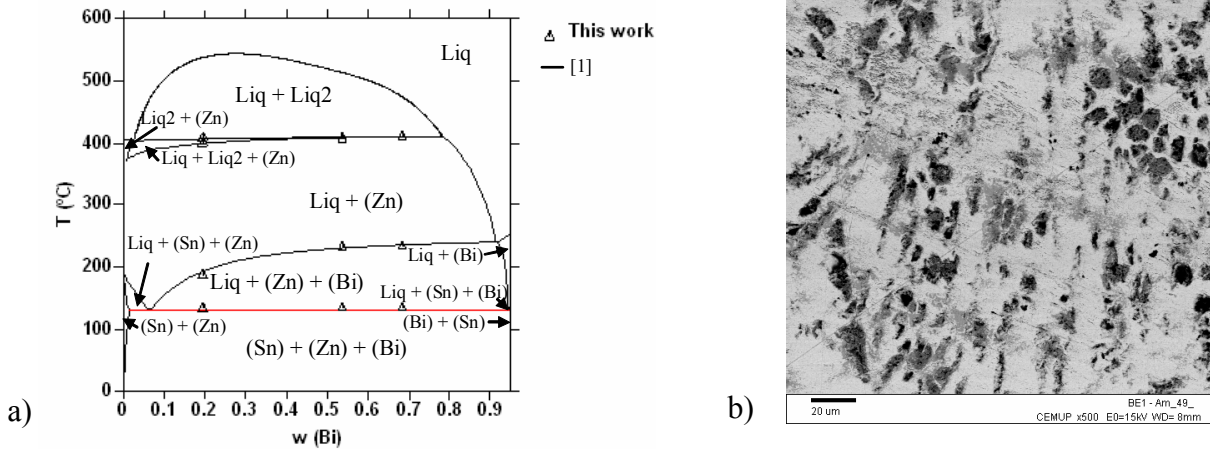 600
500
400
300
200
100
0
T (ºC)
0 0.1 0.2 0.3 0.4 0.5 0.6 0.7 0.8 0.9
w (Bi)
Liq
Liq + Liq2
Liq2 + (Zn)
Liq + Liq2 + (Zn)
Liq + (Zn)
Liq + (Sn) + (Zn)
Liq + (Bi)
Liq + (Zn) + (Bi)
Liq + (Sn) + (Bi)
(Sn) + (Zn)
(Bi) + (Sn)
(Sn) + (Zn) + (Bi)
This work
[1]
a)
b)
20 um
BE1 - Am_49_
CEMUP x500 E0=15kV WD= 8mm